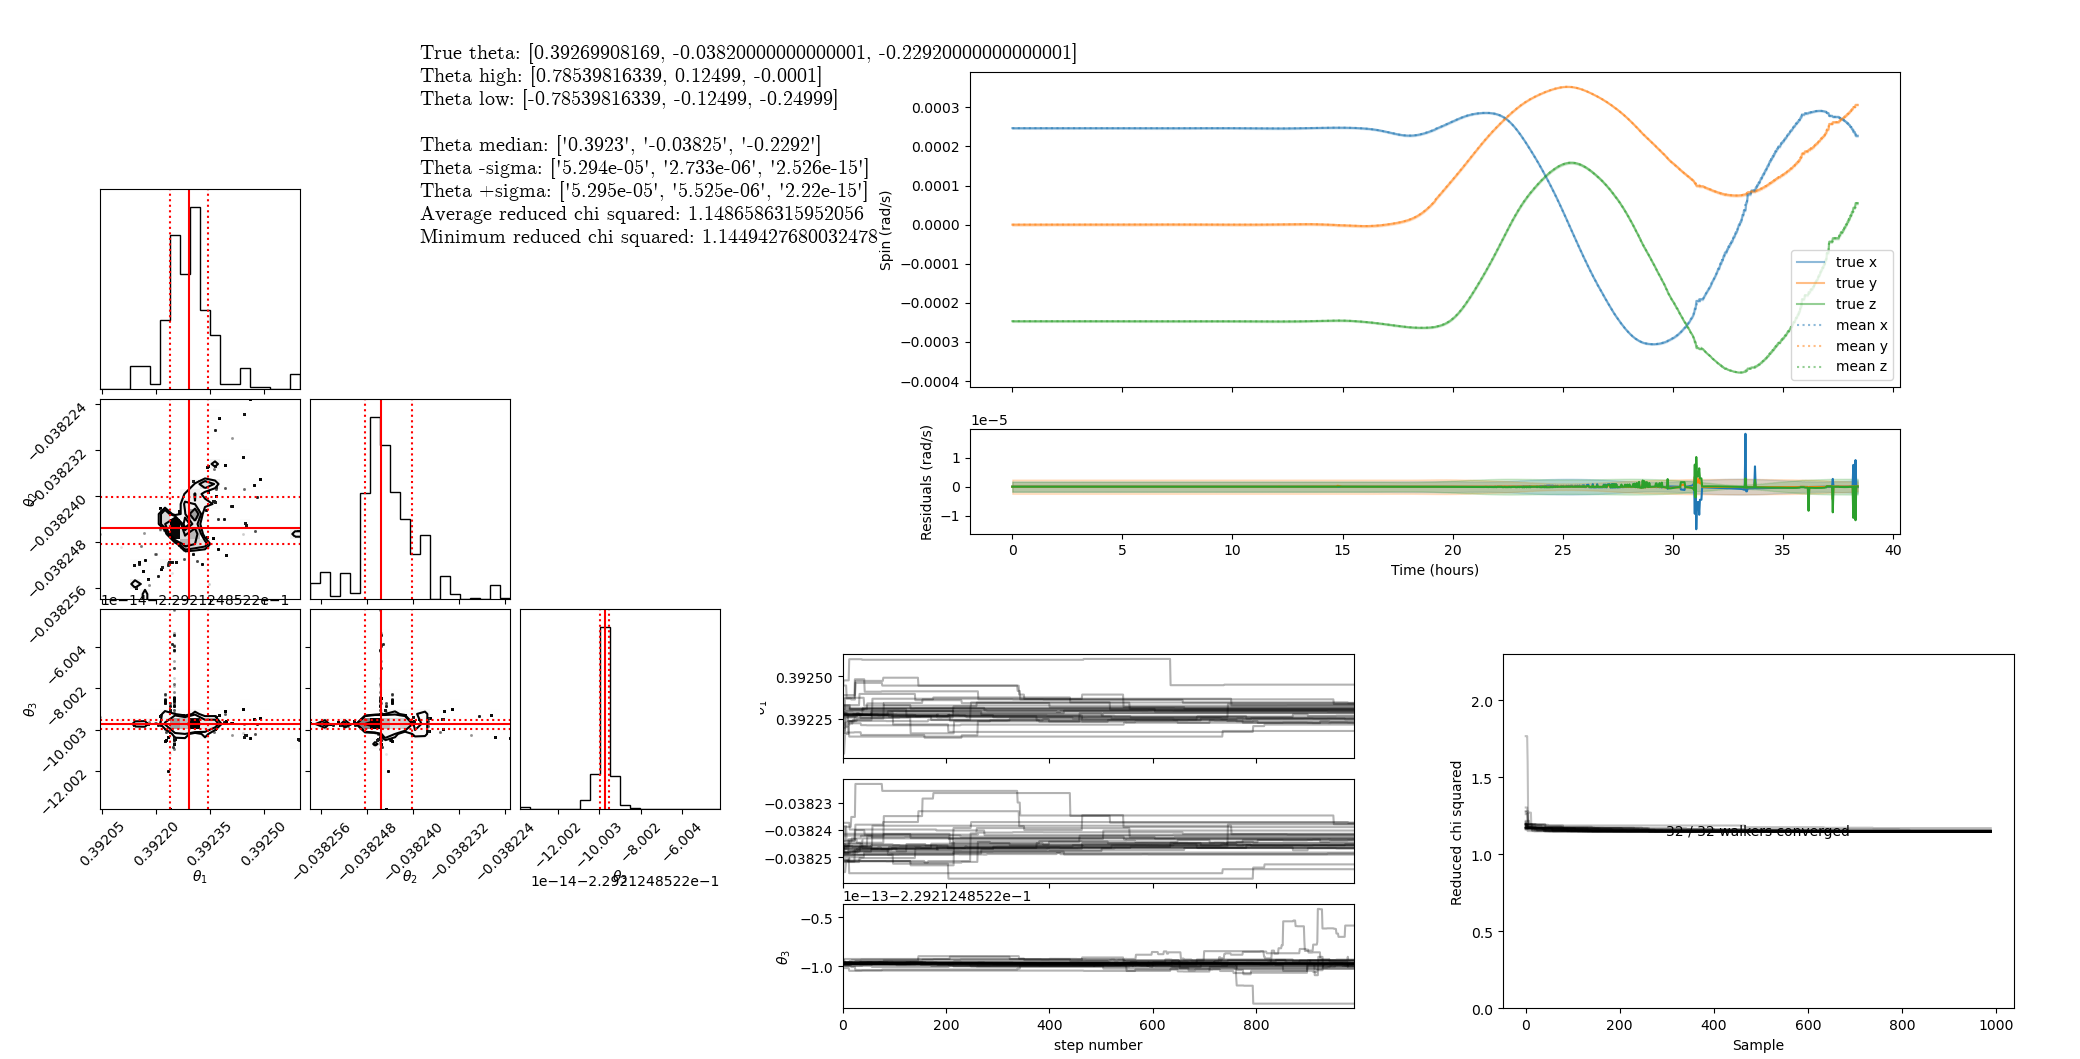 True theta: [0.39269908169, -0.03820000000000001, -0.22920000000000001]
Theta high: [0.78539816339, 0.12499, -0.0001]
Theta low: [-0.78539816339, -0.12499, -0.24999]
Theta median: ['0.3923', '-0.03825', '-0.2292']
Theta -sigma: ['5.294e-05', '2.733e-06', '2.526e-15']
Theta +sigma: ['5.295e-05', '5.525e-06', '2.22e-15']
Average reduced chi squared: 1.1486586315952056
Minimum reduced chi squared: 1.1449427680032478
Spin (rad/s)
0.0003
0.0002
0.0001
0.0000
−0.0001
−0.0002
−0.0003
−0.0004
true x
true y
true z
mean x
mean y
mean z
1e−5
Residuals (rad/s)
1
0
−1
0 5 10 15 20 25 30 35 40
Time (hours)
−0.038224
−0.038232
−0.038240
−0.038248
−0.038256
1e−14−2.2921248522e−1
θ3
−6.004
−8.002
−10.003
−12.002
0.39205 0.39220 0.39235 0.39250
θ1
−0.038256 −0.038248 −0.038240 −0.038232 −0.038224
θ2
−12.002 −10.003 −8.002 −6.004
1e−14−2.2921248522e−1
0.39250
0.39225
−0.03823
−0.03824
−0.03825
1e−13−2.2921248522e−1
θ3
−0.5
−1.0
0 200 400 600 800
step number
Reduced chi squared
2.0
1.5
1.0
0.5
0.0
32 / 32 walkers converged
0 200 400 600 800 1000
Sample